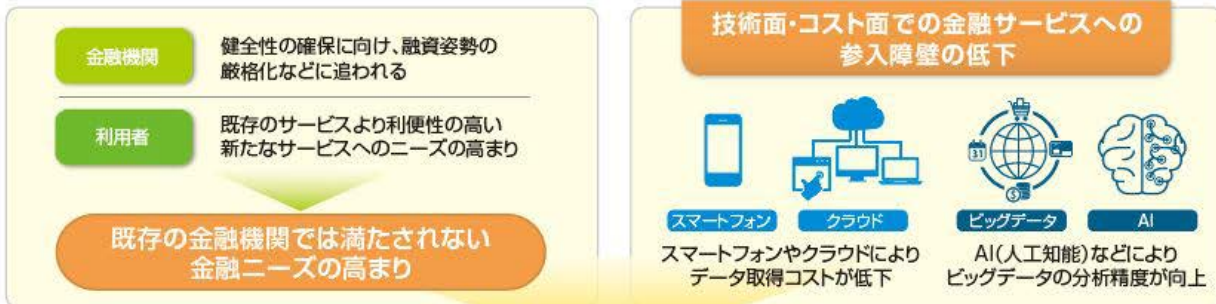 金融機関
健全性の確保に向け、融資姿勢の
厳格化などに追われる
利用者
既存のサービスより利便性の高い
新たなサービスへのニーズの高まり
既存の金融機関では満たされない
金融ニーズの高まり
技術面・コスト面での金融サービスへの
参入障壁の低下
31
$
スマートフォン
クラウド
ビッグデータ
AI
スマートフォンやクラウドにより
データ取得コストが低下
AI(人工知能)などにより
ビッグデータの分析精度が向上